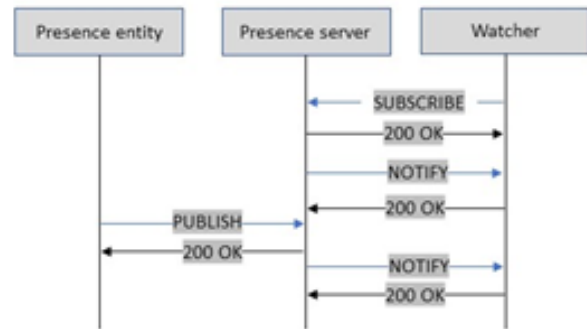 Presence entity
Presence server
Watcher
SUBSCRIBE
200 OK
NOTIFY
200 OK
PUBLISH
200 OK
NOTIFY
200 OK